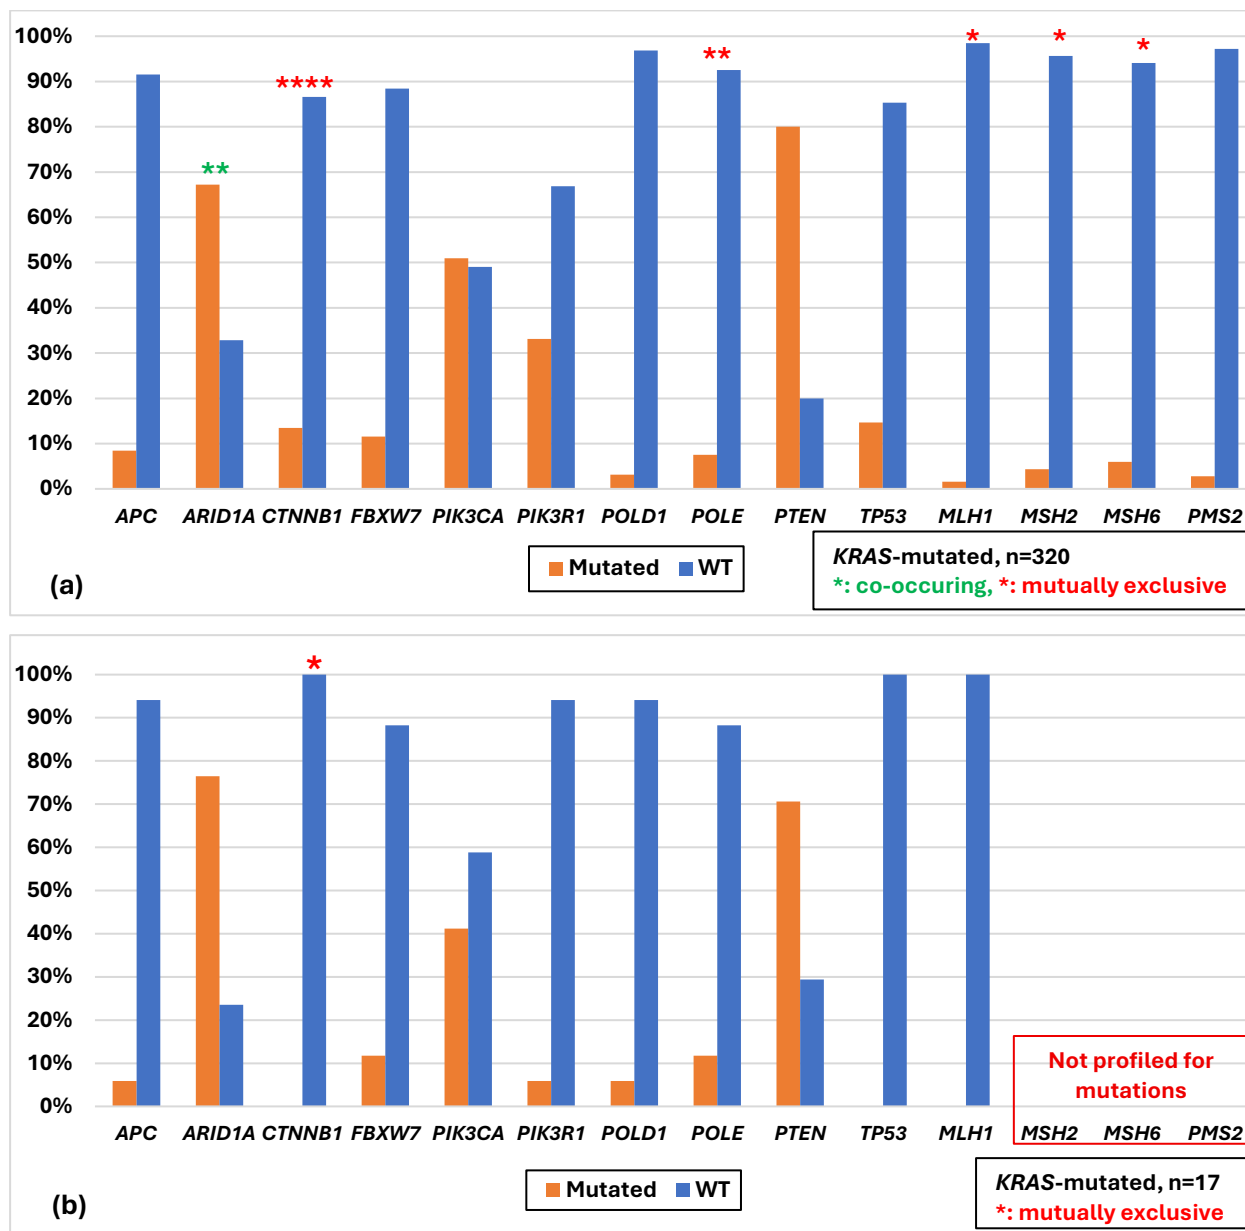 100%
90%
80%
70%
60%
50%
40%
30%
20%
10%
0%
**
****
**
*
*
*
APC ARID1A CTNNB1 FBXW7 PIK3CA PIK3R1 POLD1 POLE PTEN TP53 MLH1 MSH2 MSH6 PMS2
(a)
Mutated WT
KRAS-mutated, n=320
*: co-occuring, *: mutually exclusive
100%
90%
80%
70%
60%
50%
40%
30%
20%
10%
0%
*
Not profiled for
mutations
APC ARID1A CTNNB1 FBXW7 PIK3CA PIK3R1 POLD1 POLE PTEN TP53 MLH1 MSH2 MSH6 PMS2
(b)
Mutated WT
KRAS-mutated, n=17
*: mutually exclusive